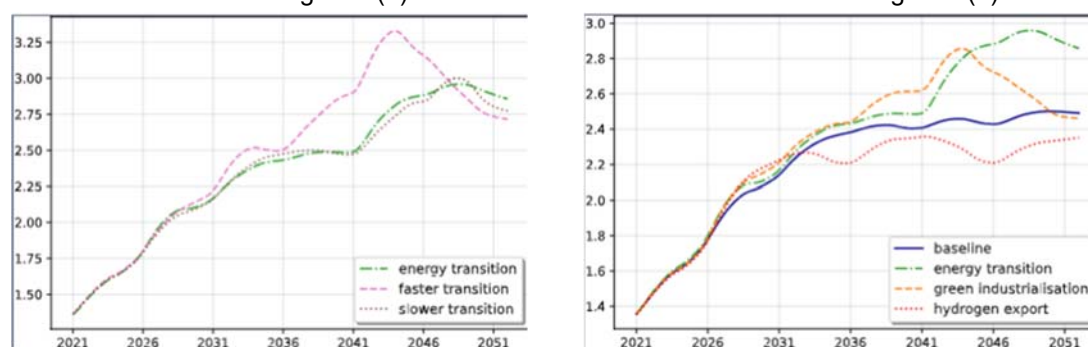 3.25
3.00
2.75
2.50
2.25
2.00
1.75
1.50
energy transition
faster transition
slower transition
2021 2026 2031 2036 2041 2046 2051
3.0
2.8
2.6
2.4
2.2
2.0
1.8
1.6
1.4
baseline
energy transition
green industrialisation
hydrogen export
2021 2026 2031 2036 2041 2046 2051